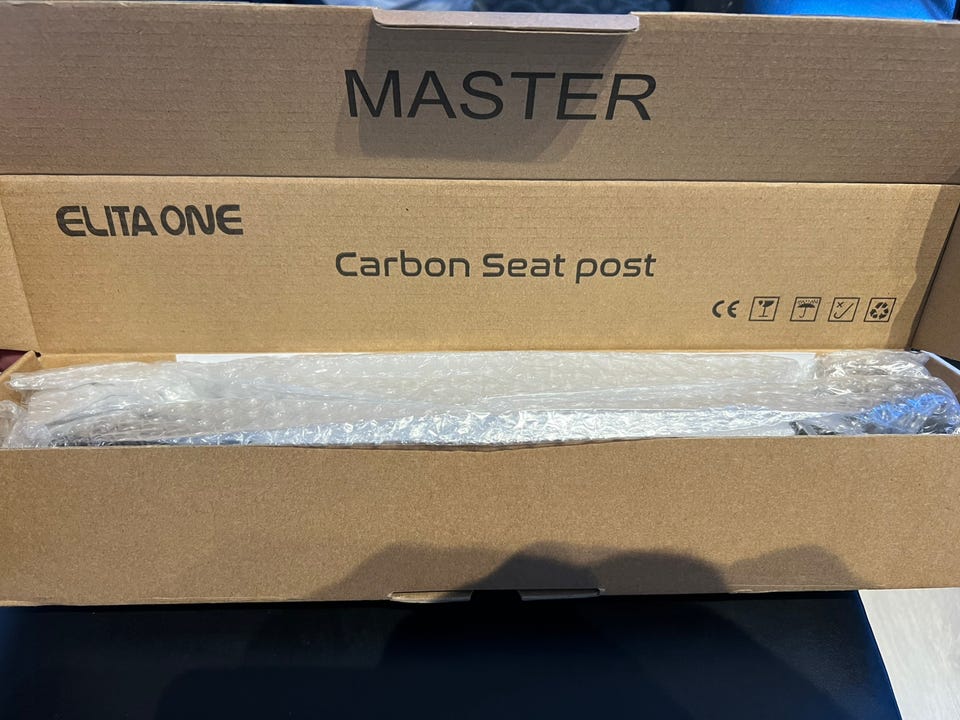 MASTER
ELITA ONE
Carbon Seat post
CE